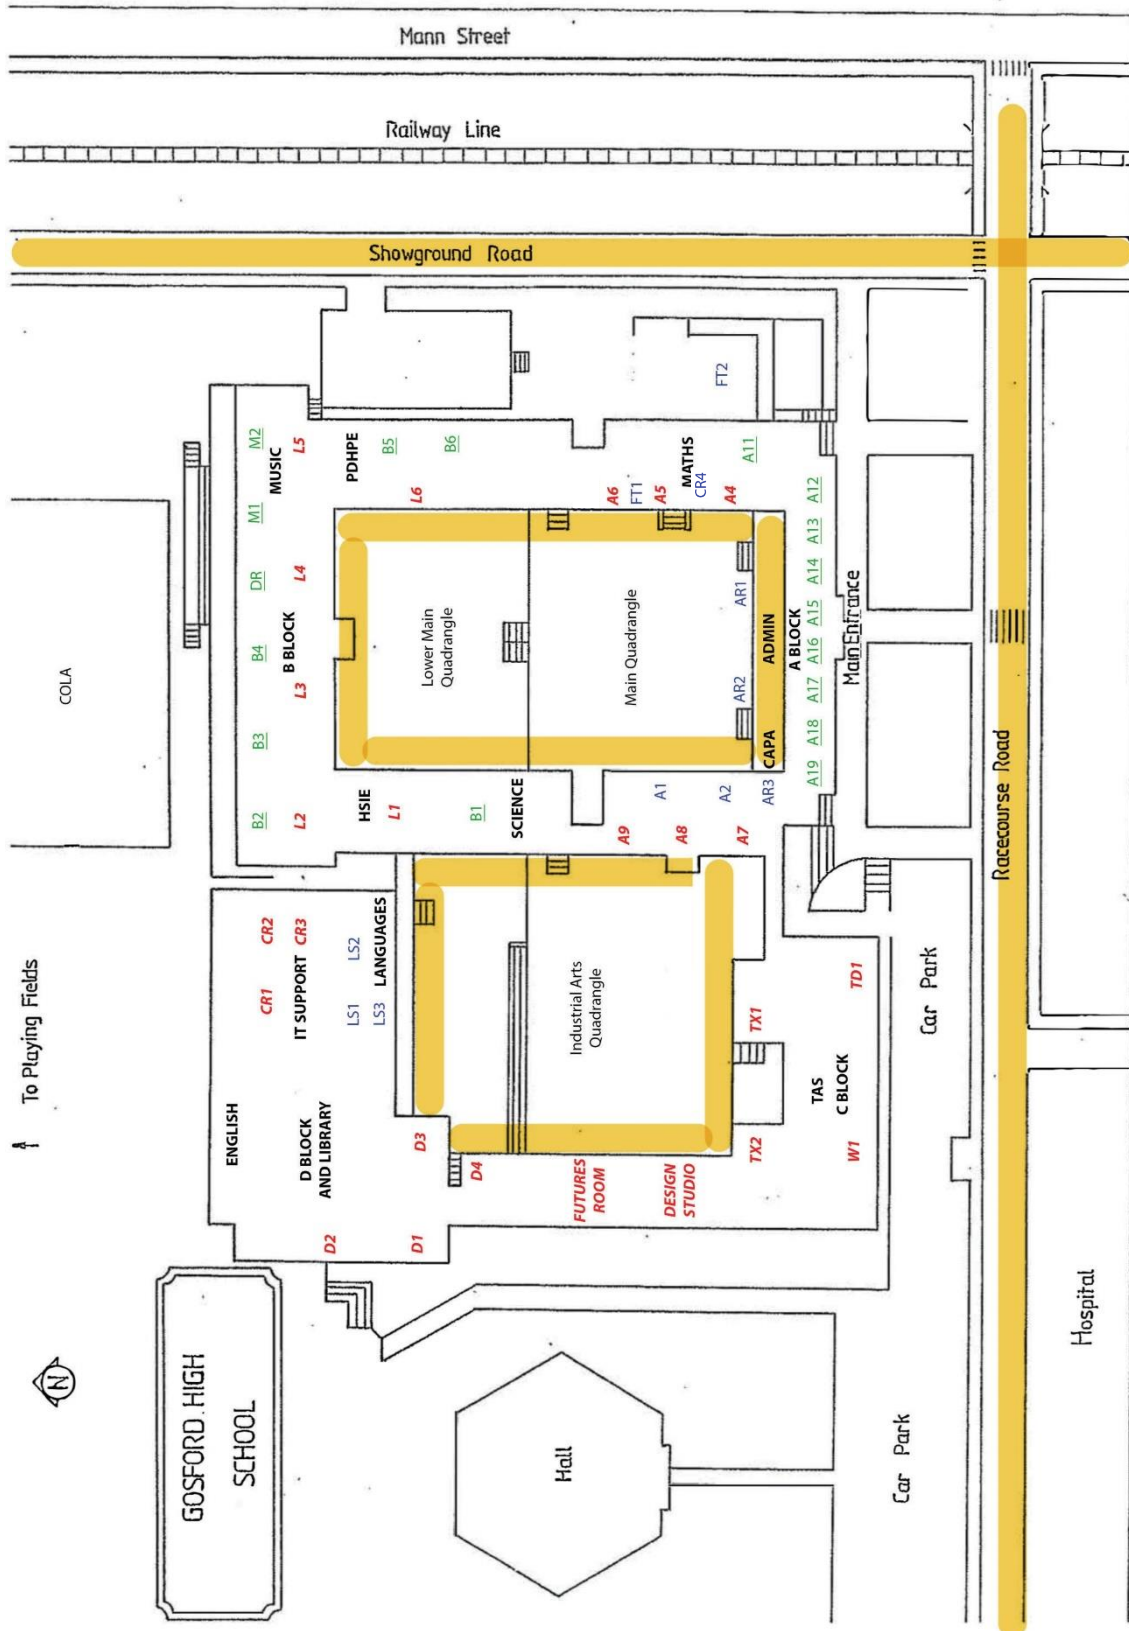 Mann Street
Railway Line
Showground Road
FT2
M2
L5
MUSIC
PDHPE
B5
B6
A11
MATHS
L6
A6
FT1
A5
CR4
A4
A12
M1
A13
DR
L4
A14
AR1
COLA
B4
B BLOCK
L3
Lower Main
Quadrangle
Main Quadrangle
ADMIN
A BLOCK
A15
A16
Main Entrance
AR2
A17
B3
CAPA
A18
A19
Racecourse Road
B2
L2
HSIE
L1
B1
SCIENCE
A1
A2
AR3
A9
A8
A7
To Playing Fields
CR2
CR3
LS2
LANGUAGES
CR1
IT SUPPORT
LS1
LS3
Industrial Arts
Quadrangle
TX1
TD1
Car Park
ENGLISH
D BLOCK
AND LIBRARY
D3
D4
TAS
C BLOCK
TX2
W1
FUTURES
ROOM
DESIGN
STUDIO
D2
D1
Hospital
N
GOSFORD HIGH
SCHOOL
Hall
Car Park